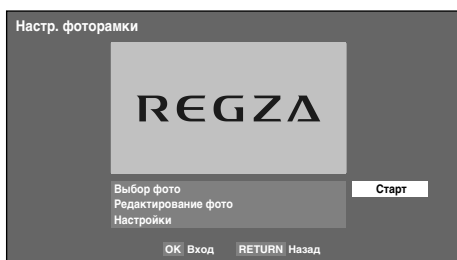 Настр. фоторамки
REGZA
Выбор фото Старт
Редактирование фото
Настройки
OK Вход RETURN Назад